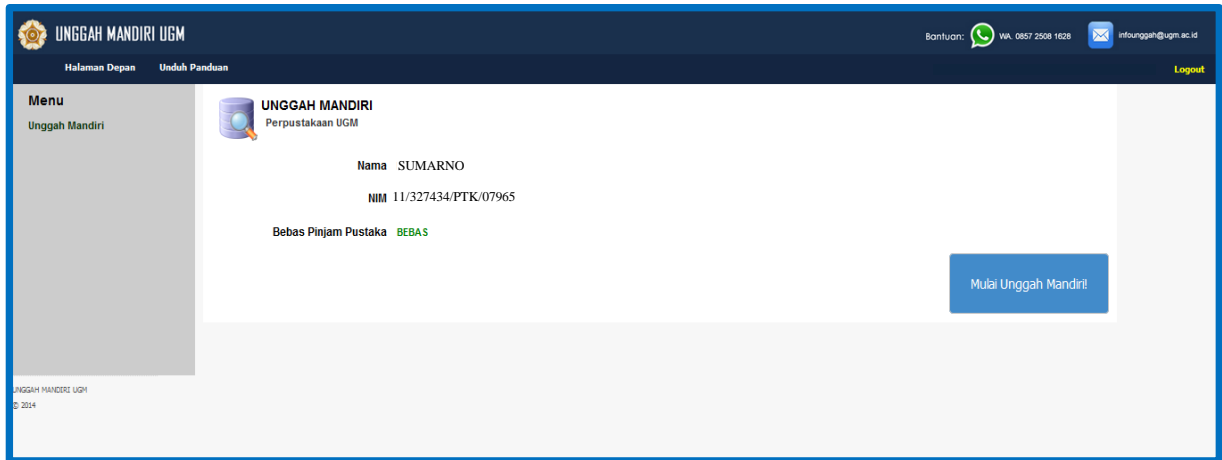 UNGGAH MANDIRI UGM
Bantuan: WA. 0857 2508 1628 infounggah@ugm.ac.id
Halaman Depan Unduh Panduan Logout
Menu
Unggah Mandiri
UNGGAH MANDIRI
Perpustakaan UGM
Nama SUMARNO
NIM 11/327434/PTK/07965
Bebas Pinjam Pustaka BEBAS
Mulai Unggah Mandiri!
UNGGAH MANDIRI UGM
© 2014